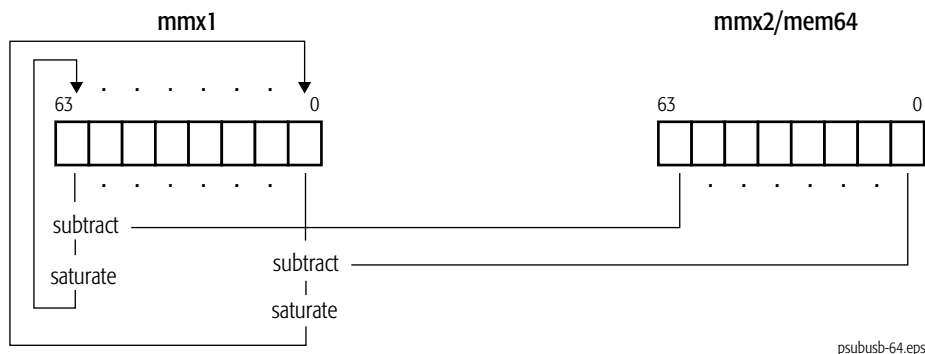 mmx1 mmx2/mem64
. . . . . .
63 0 63 0
. . . . . . . . . . . .
subtract
saturate
subtract
saturate
psubusb-64.eps